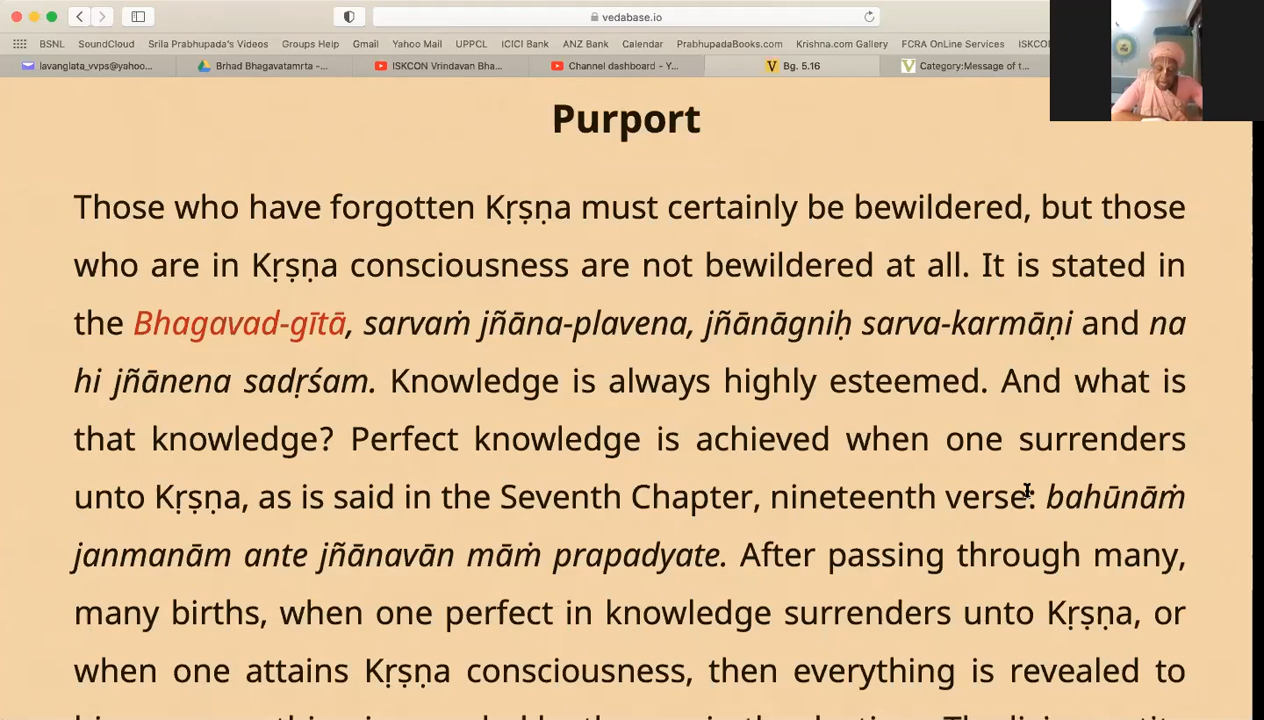 vedabase.io
BSNL SoundCloud Srila Prabhupada's Videos Groups Help Gmail Yahoo Mail UPPCL ICICI Bank ANZ Bank Calendar PrabhupadaBooks.com Krishna.com Gallery FCRA OnLine Services ISKCO
lavanglata_vvps@yahoo... Brhad Bhagavatamrta -... ISKCON Vrindavan Bha... Channel dashboard - Y... Bg. 5.16 Category:Message of t...
Purport
Those who have forgotten Kṛṣṇa must certainly be bewildered, but those
who are in Kṛṣṇa consciousness are not bewildered at all. It is stated in
the Bhagavad-gītā, sarvaṁ jñāna-plavena, jñānāgniḥ sarva-karmāṇi and na
hi jñānena sadṛśam. Knowledge is always highly esteemed. And what is
that knowledge? Perfect knowledge is achieved when one surrenders
unto Kṛṣṇa, as is said in the Seventh Chapter, nineteenth verse: bahūnāṁ
janmanām ante jñānavān māṁ prapadyate. After passing through many,
many births, when one perfect in knowledge surrenders unto Kṛṣṇa, or
when one attains Kṛṣṇa consciousness, then everything is revealed to